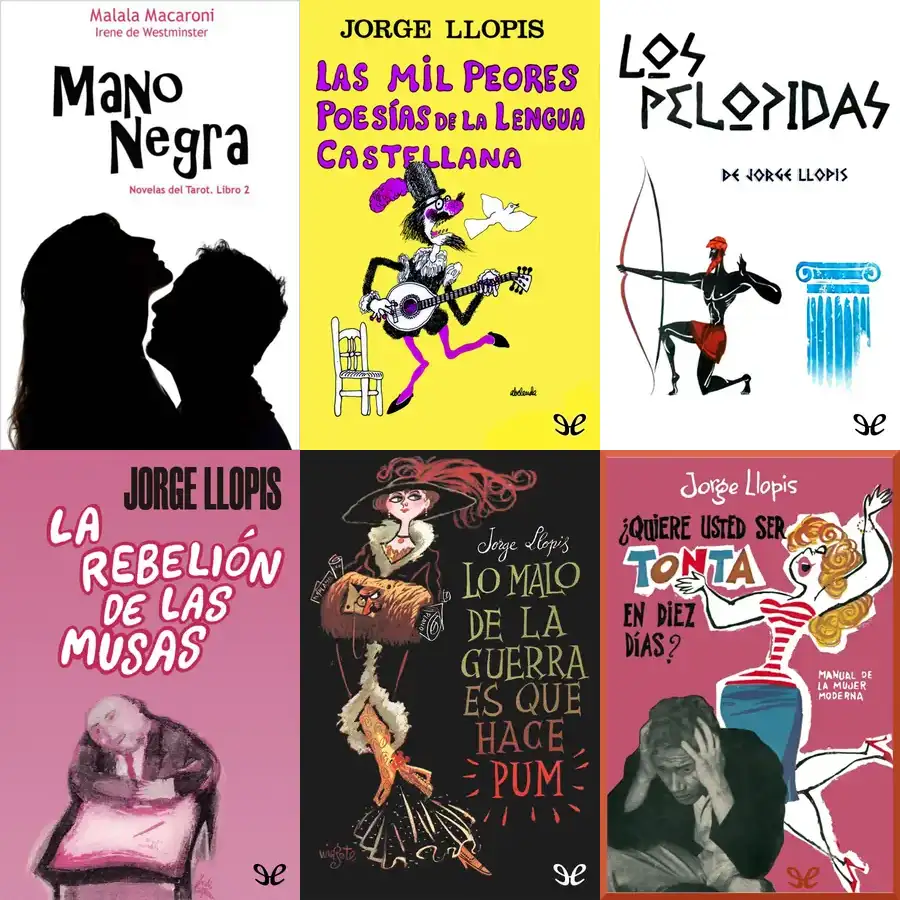 Malala Macaroni
Irene de Westminster
Mano
Negra
Novelas del Tarot. Libro 2
JORGE LLOPIS
LAS MIL PEORES
POESÍAS DE LA LENGUA
CASTELLANA
abelenda
LOS
PELOPIDAS
DE JORGE LLOPIS
JORGE LLOPIS
LA
REBELIÓN
DE LAS
MUSAS
Jorge Llopis
LO MALO
DE LA
GUERRA
ES QUE
HACE
PUM
mingote
Jorge Llopis
¿QUIERE USTED SER
TONTA
EN DIEZ
DÍAS?
MANUAL DE
LA MUJER
MODERNA